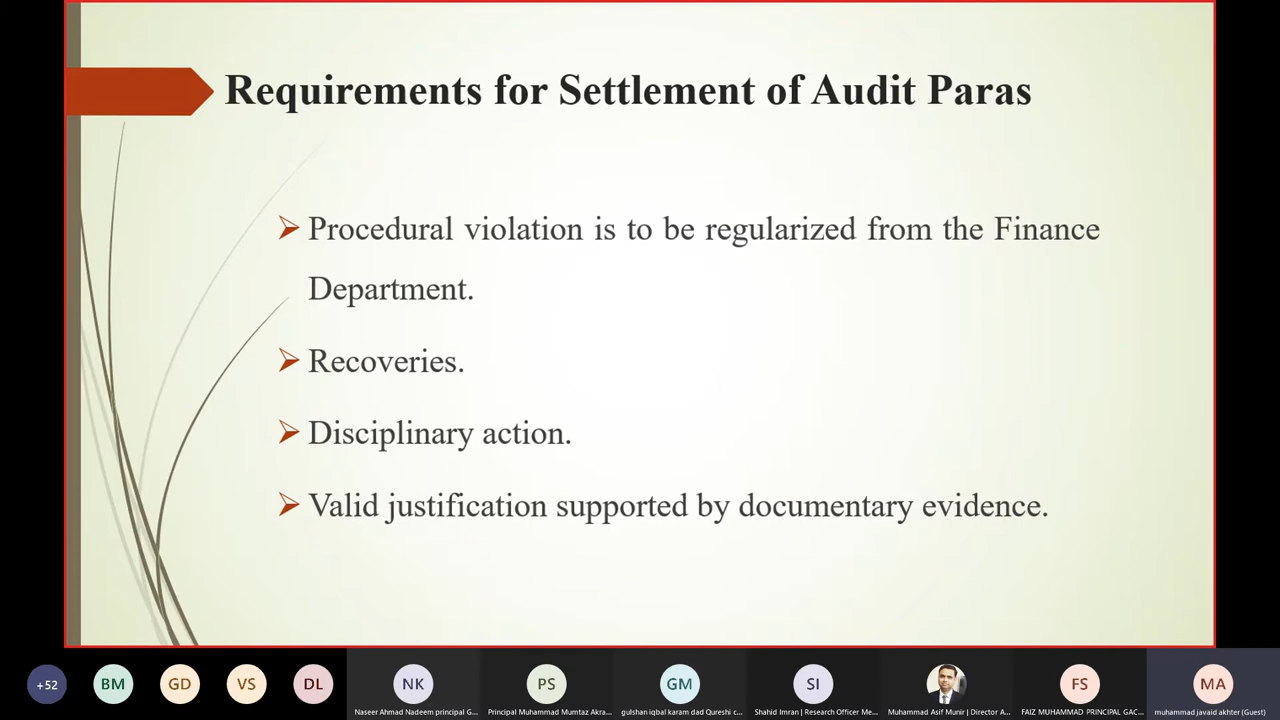 Requirements for Settlement of Audit Paras
Procedural violation is to be regularized from the Finance
Department.
Recoveries.
Disciplinary action.
Valid justification supported by documentary evidence.
+52
BM
GD
VS
DL
NK
PS
GM
SI
FS
MA
Naseer Ahmad Nadeem principal G...
Principal Muhammad Mumtaz Akra...
gulshan iqbal karam dad Qureshi c...
Shahid Imran | Research Officer Me...
Muhammad Asif Munir | Director A...
FAIZ MUHAMMAD PRINCIPAL GAC...
muhammad javaid akhter (Guest)